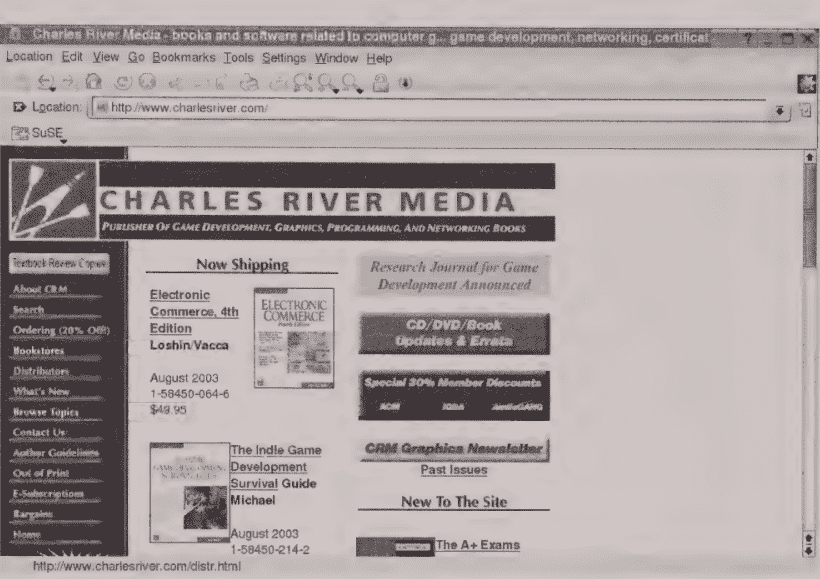 Charles River Media - books and software related to computer g... game development, networking, certificat
Location Edit View Go Bookmarks Tools Settings Window Help
Location: http://www.charlesriver.com/
SuSE
CHARLES RIVER MEDIA
PUBLISHER OF GAME DEVELOPMENT, GRAPHICS, PROGRAMMING, AND NETWORKING BOOKS
Textbook Review Copies
About CRM
Search
Ordering (20% Off!)
Bookstores
Distributors
What's New
Browse Topics
Contact Us
Author Guidelines
Out of Print
E-Subscriptions
Bargains
Home
Now Shipping
Electronic
Commerce, 4th
Edition
Loshin/Vacca
August 2003
1-58450-064-6
$49.95
ELECTRONIC
COMMERCE
The Indie Game
Development
Survival Guide
Michael
August 2003
1-58450-214-2
Research Journal for Game
Development Announced
CD/DVD/Book
Updates & Errata
Special 30% Member Discounts
ACM IGDA
CRM Graphics Newsletter
Past Issues
New To The Site
The A+ Exams
http://www.charlesriver.com/distr.html